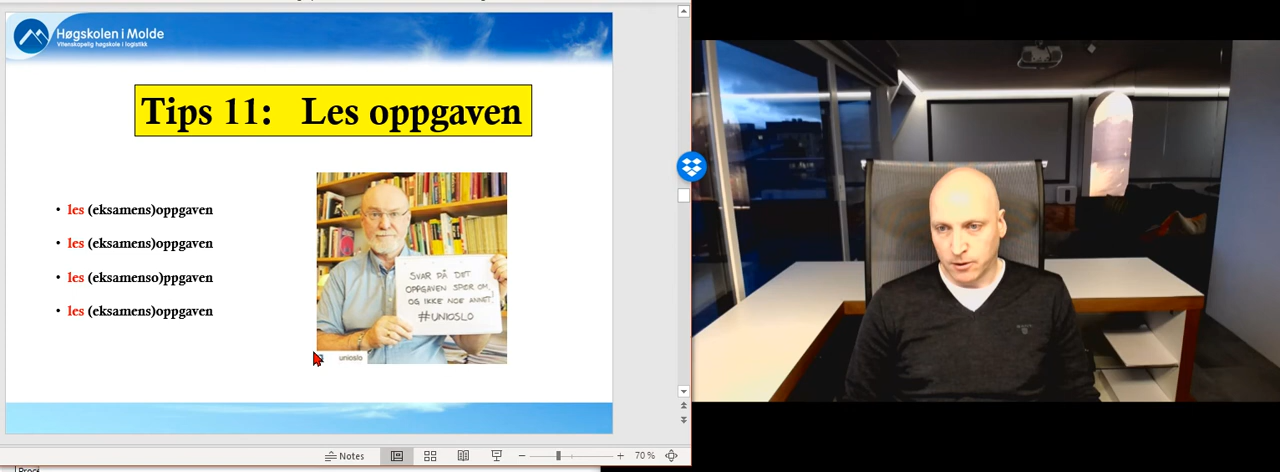 Høgskolen i Molde
Vitenskapelig høgskole i logistikk
Tips 11: Les oppgaven
• les (eksamens)oppgaven
• les (eksamens)oppgaven
• les (eksamenso)ppgaven
• les (eksamens)oppgaven
SVAR PÅ DET
OPPGAVEN SPØR OM,
OG IKKE NOE ANNET!
#UNIOSLO
unioslo
Notes
70 %